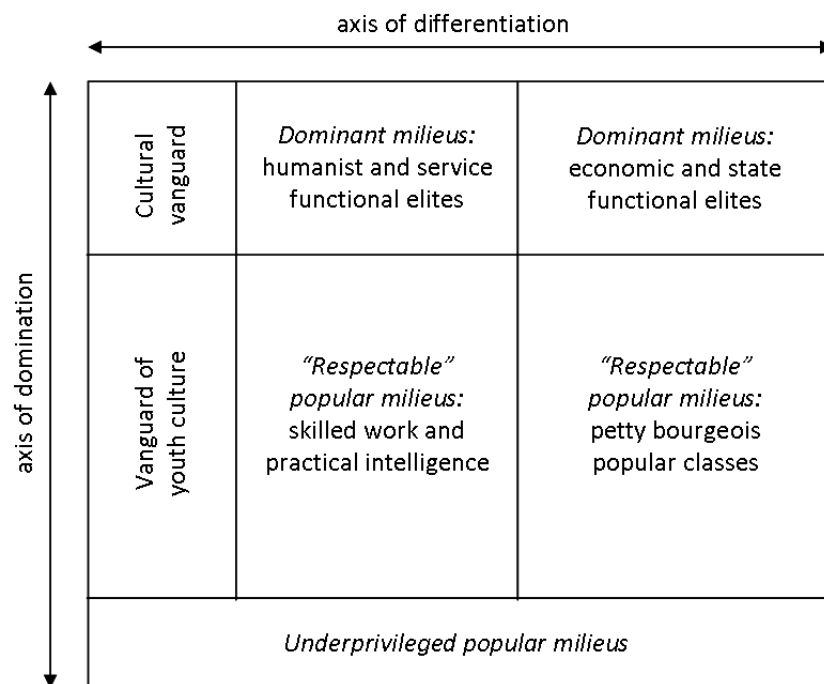 axis of differentiation
axis of domination
Cultural
vanguard
Dominant milieus:
humanist and service
functional elites
Dominant milieus:
economic and state
functional elites
Vanguard of
youth culture
“Respectable”
popular milieus:
skilled work and
practical intelligence
“Respectable”
popular milieus:
petty bourgeois
popular classes
Underprivileged popular milieus